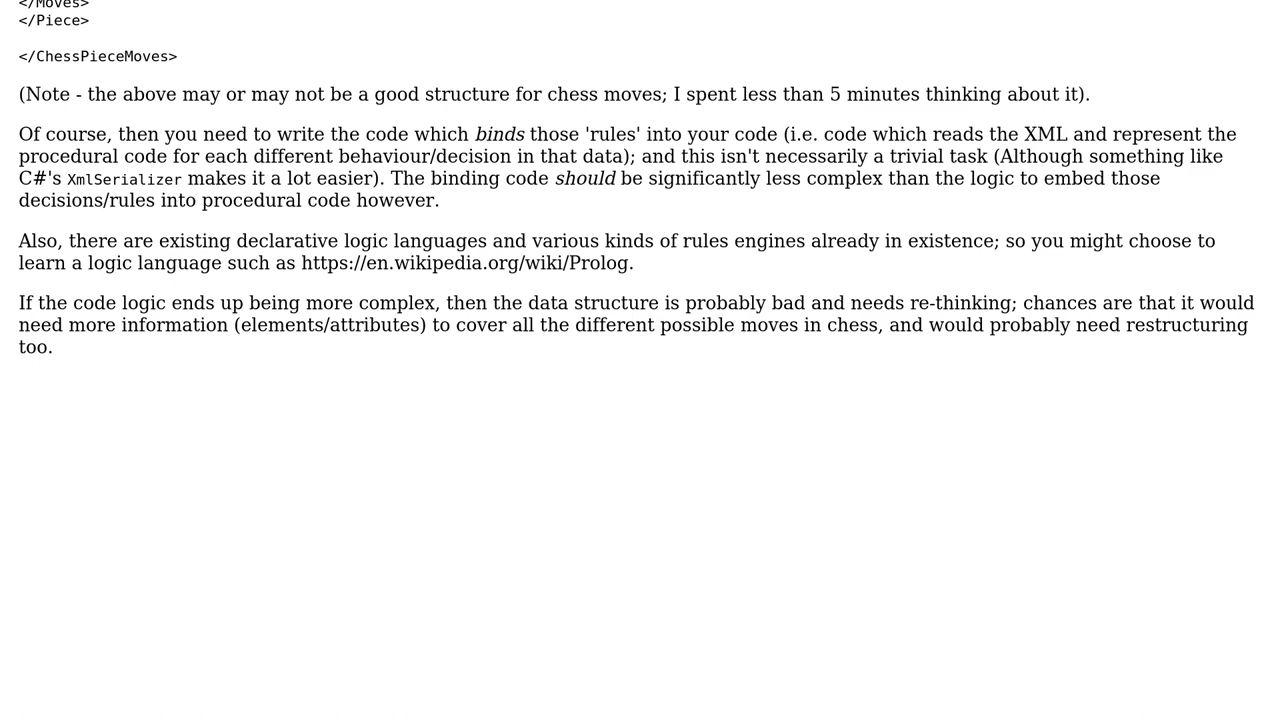 </Moves>
</Piece>
</ChessPieceMoves>
(Note - the above may or may not be a good structure for chess moves; I spent less than 5 minutes thinking about it).
Of course, then you need to write the code which binds those 'rules' into your code (i.e. code which reads the XML and represent the
procedural code for each different behaviour/decision in that data); and this isn't necessarily a trivial task (Although something like
C#'s XmlSerializer makes it a lot easier). The binding code should be significantly less complex than the logic to embed those
decisions/rules into procedural code however.
Also, there are existing declarative logic languages and various kinds of rules engines already in existence; so you might choose to
learn a logic language such as https://en.wikipedia.org/wiki/Prolog.
If the code logic ends up being more complex, then the data structure is probably bad and needs re-thinking; chances are that it would
need more information (elements/attributes) to cover all the different possible moves in chess, and would probably need restructuring
too.